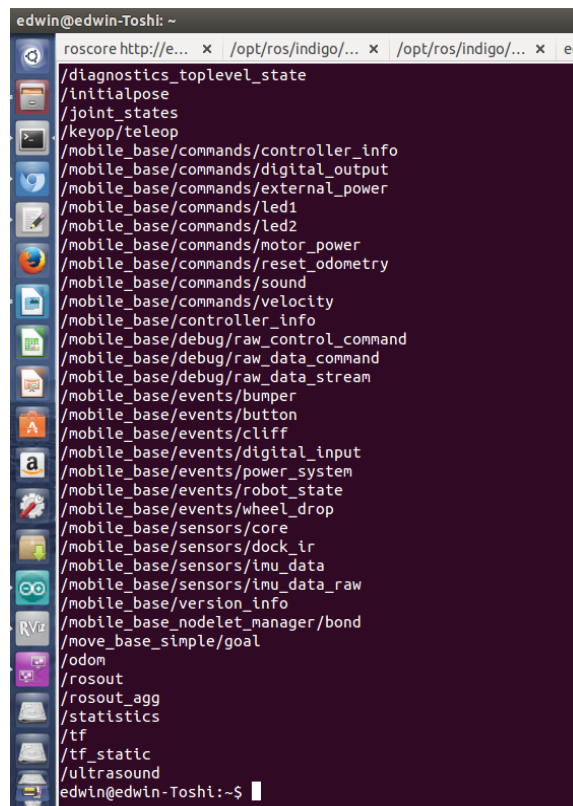 edwin@edwin-Toshi: ~
roscore http://e... × /opt/ros/indigo/... × /opt/ros/indigo/... × e
/diagnostics_toplevel_state
/initialpose
/joint_states
/keyop/teleop
/mobile_base/commands/controller_info
/mobile_base/commands/digital_output
/mobile_base/commands/external_power
/mobile_base/commands/led1
/mobile_base/commands/led2
/mobile_base/commands/motor_power
/mobile_base/commands/reset_odometry
/mobile_base/commands/sound
/mobile_base/commands/velocity
/mobile_base/controller_info
/mobile_base/debug/raw_control_command
/mobile_base/debug/raw_data_command
/mobile_base/debug/raw_data_stream
/mobile_base/events/bumper
/mobile_base/events/button
/mobile_base/events/cliff
/mobile_base/events/digital_input
/mobile_base/events/power_system
/mobile_base/events/robot_state
/mobile_base/events/wheel_drop
/mobile_base/sensors/core
/mobile_base/sensors/dock_ir
/mobile_base/sensors/imu_data
/mobile_base/sensors/imu_data_raw
/mobile_base/version_info
/mobile_base_nodelet_manager/bond
/move_base_simple/goal
/odom
/rosout
/rosout_agg
/statistics
/tf
/tf_static
/ultrasound
edwin@edwin-Toshi:~$
RViz